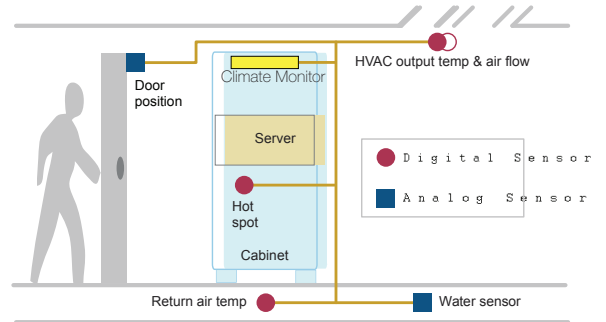 HVAC output temp & air flow
Climate Monitor
Door
position
Server
Digital Sensor
Analog Sensor
Hot
spot
Cabinet
Return air temp
Water sensor